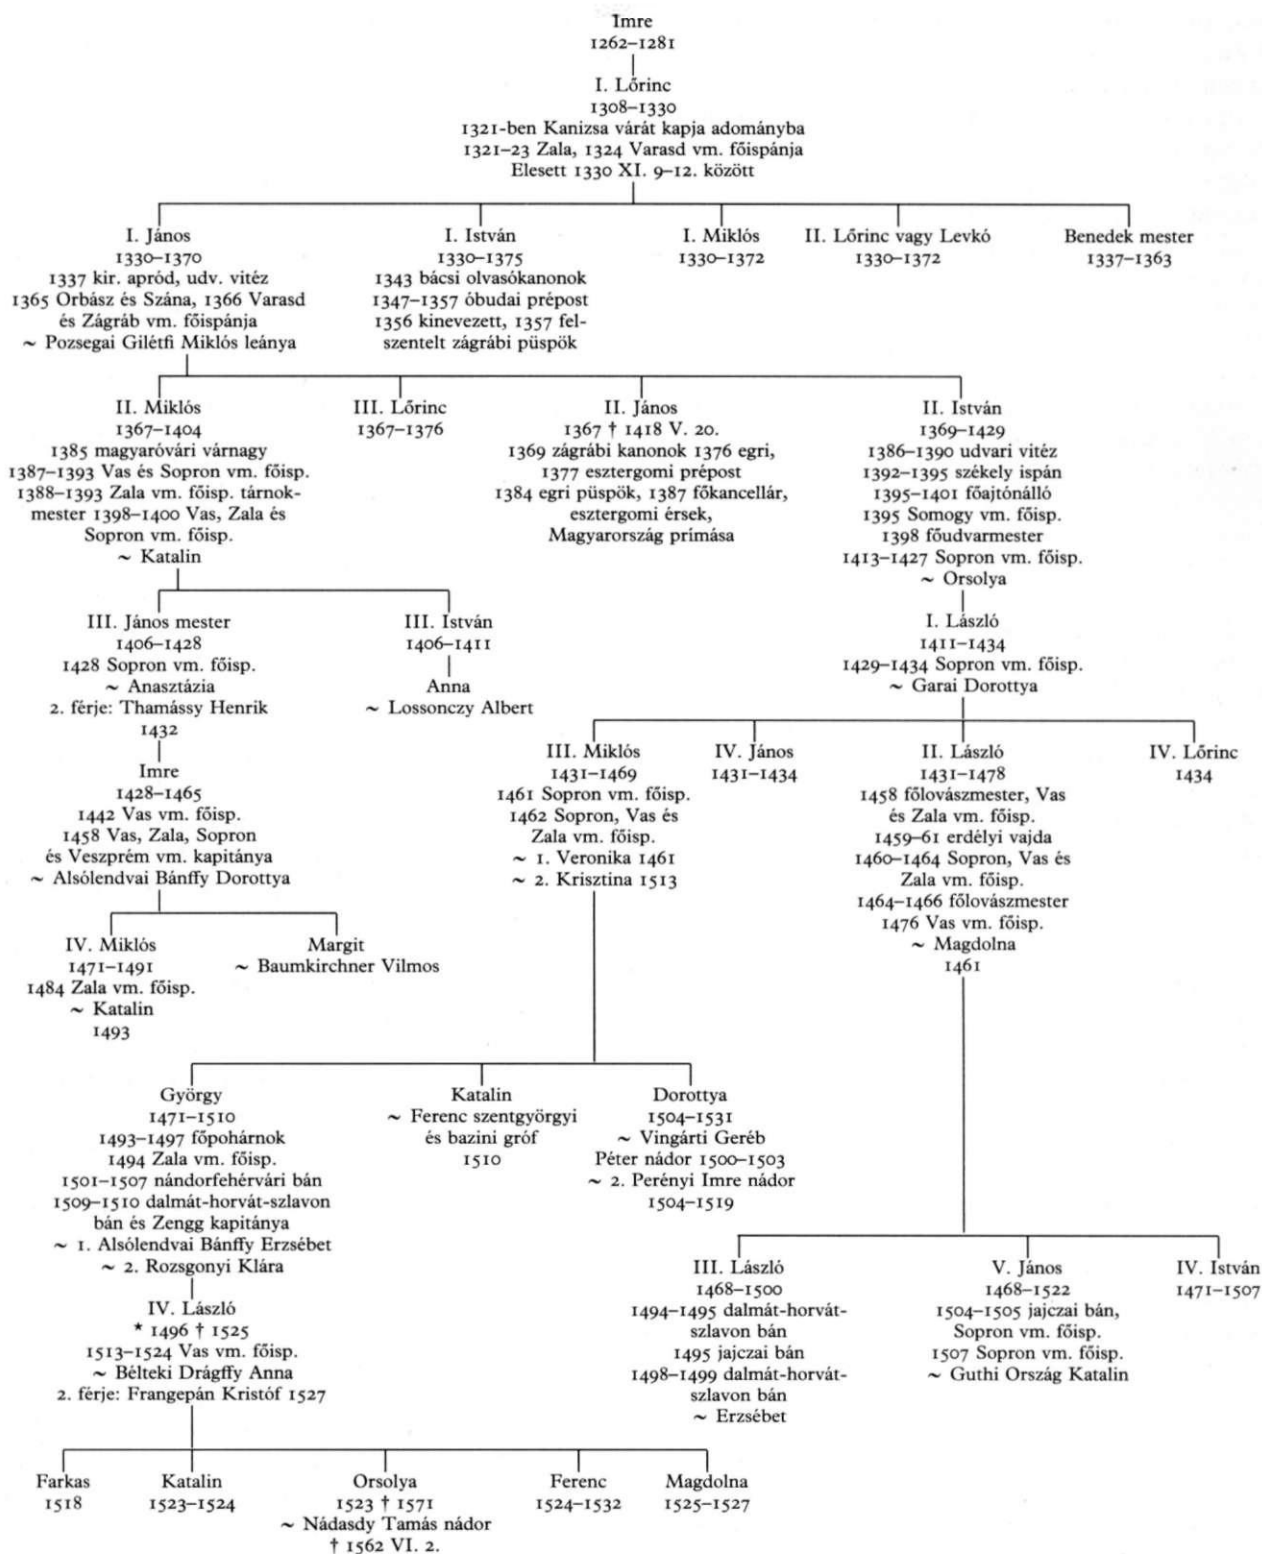 Imre
1262–1281
I. Lőrinc
1308–1330
1321-ben Kanizsa várát kapja adományba
1321–23 Zala, 1324 Varasd vm. főispánja
Elesett 1330 XI. 9–12. között
I. János
1330–1370
1337 kir. apród, udv. vitéz
1365 Orbász és Szána, 1366 Varasd
és Zágráb vm. főispánja
~ Pozsegai Gilétfi Miklós leánya
I. István
1330–1375
1343 bácsi olvasókanonok
1347–1357 óbudai prépost
1356 kinevezett, 1357 fel-
szentelt zágrábi püspök
I. Miklós
1330–1372
II. Lőrinc vagy Levkó
1330–1372
Benedek mester
1337–1363
II. Miklós
1367–1404
1385 magyaróvári várnagy
1387–1393 Vas és Sopron vm. főisp.
1388–1393 Zala vm. főisp. tárnok-
mester 1398–1400 Vas, Zala és
Sopron vm. főisp.
~ Katalin
III. Lőrinc
1367–1376
II. János
1367 † 1418 V. 20.
1369 zágrábi kanonok 1376 egri,
1377 esztergomi prépost
1384 egri püspök, 1387 főkancellár,
esztergomi érsek,
Magyarország prímása
II. István
1369–1429
1386–1390 udvari vitéz
1392–1395 székely ispán
1395–1401 főajtónálló
1395 Somogy vm. főisp.
1398 főudvarmester
1413–1427 Sopron vm. főisp.
~ Orsolya
III. János mester
1406–1428
1428 Sopron vm. főisp.
~ Anasztázia
2. férje: Thamássy Henrik
1432
III. István
1406–1411
Anna
~ Lossonczy Albert
I. László
1411–1434
1429–1434 Sopron vm. főisp.
~ Garai Dorottya
Imre
1428–1465
1442 Vas vm. főisp.
1458 Vas, Zala, Sopron
és Veszprém vm. kapitánya
~ Alsólendvai Bánffy Dorottya
III. Miklós
1431–1469
1461 Sopron vm. főisp.
1462 Sopron, Vas és
Zala vm. főisp.
~ 1. Veronika 1461
~ 2. Krisztina 1513
IV. János
1431–1434
II. László
1431–1478
1458 főlovászmester, Vas
és Zala vm. főisp.
1459–61 erdélyi vajda
1460–1464 Sopron, Vas és
Zala vm. főisp.
1464–1466 főlovászmester
1476 Vas vm. főisp.
~ Magdolna
1461
IV. Lőrinc
1434
IV. Miklós
1471–1491
1484 Zala vm. főisp.
~ Katalin
1493
Margit
~ Baumkirchner Vilmos
György
1471–1510
1493–1497 főpohárnok
1494 Zala vm. főisp.
1501–1507 nándorfehérvári bán
1509–1510 dalmát-horvát-szlavon
bán és Zengg kapitánya
~ 1. Alsólendvai Bánffy Erzsébet
~ 2. Rozsgonyi Klára
Katalin
~ Ferenc szentgyörgyi
és bazini gróf
1510
Dorottya
1504–1531
~ Vingárti Geréb
Péter nádor 1500–1503
~ 2. Perényi Imre nádor
1504–1519
III. László
1468–1500
1494–1495 dalmát-horvát-
szlavon bán
1495 jajczai bán
1498–1499 dalmát-horvát-
szlavon bán
~ Erzsébet
V. János
1468–1522
1504–1505 jajczai bán,
Sopron vm. főisp.
1507 Sopron vm. főisp.
~ Guthi Ország Katalin
IV. István
1471–1507
IV. László
* 1496 † 1525
1513–1524 Vas vm. főisp.
~ Bélteki Drágffy Anna
2. férje: Frangepán Kristóf 1527
Farkas
1518
Katalin
1523–1524
Orsolya
1523 † 1571
~ Nádasdy Tamás nádor
† 1562 VI. 2.
Ferenc
1524–1532
Magdolna
1525–1527